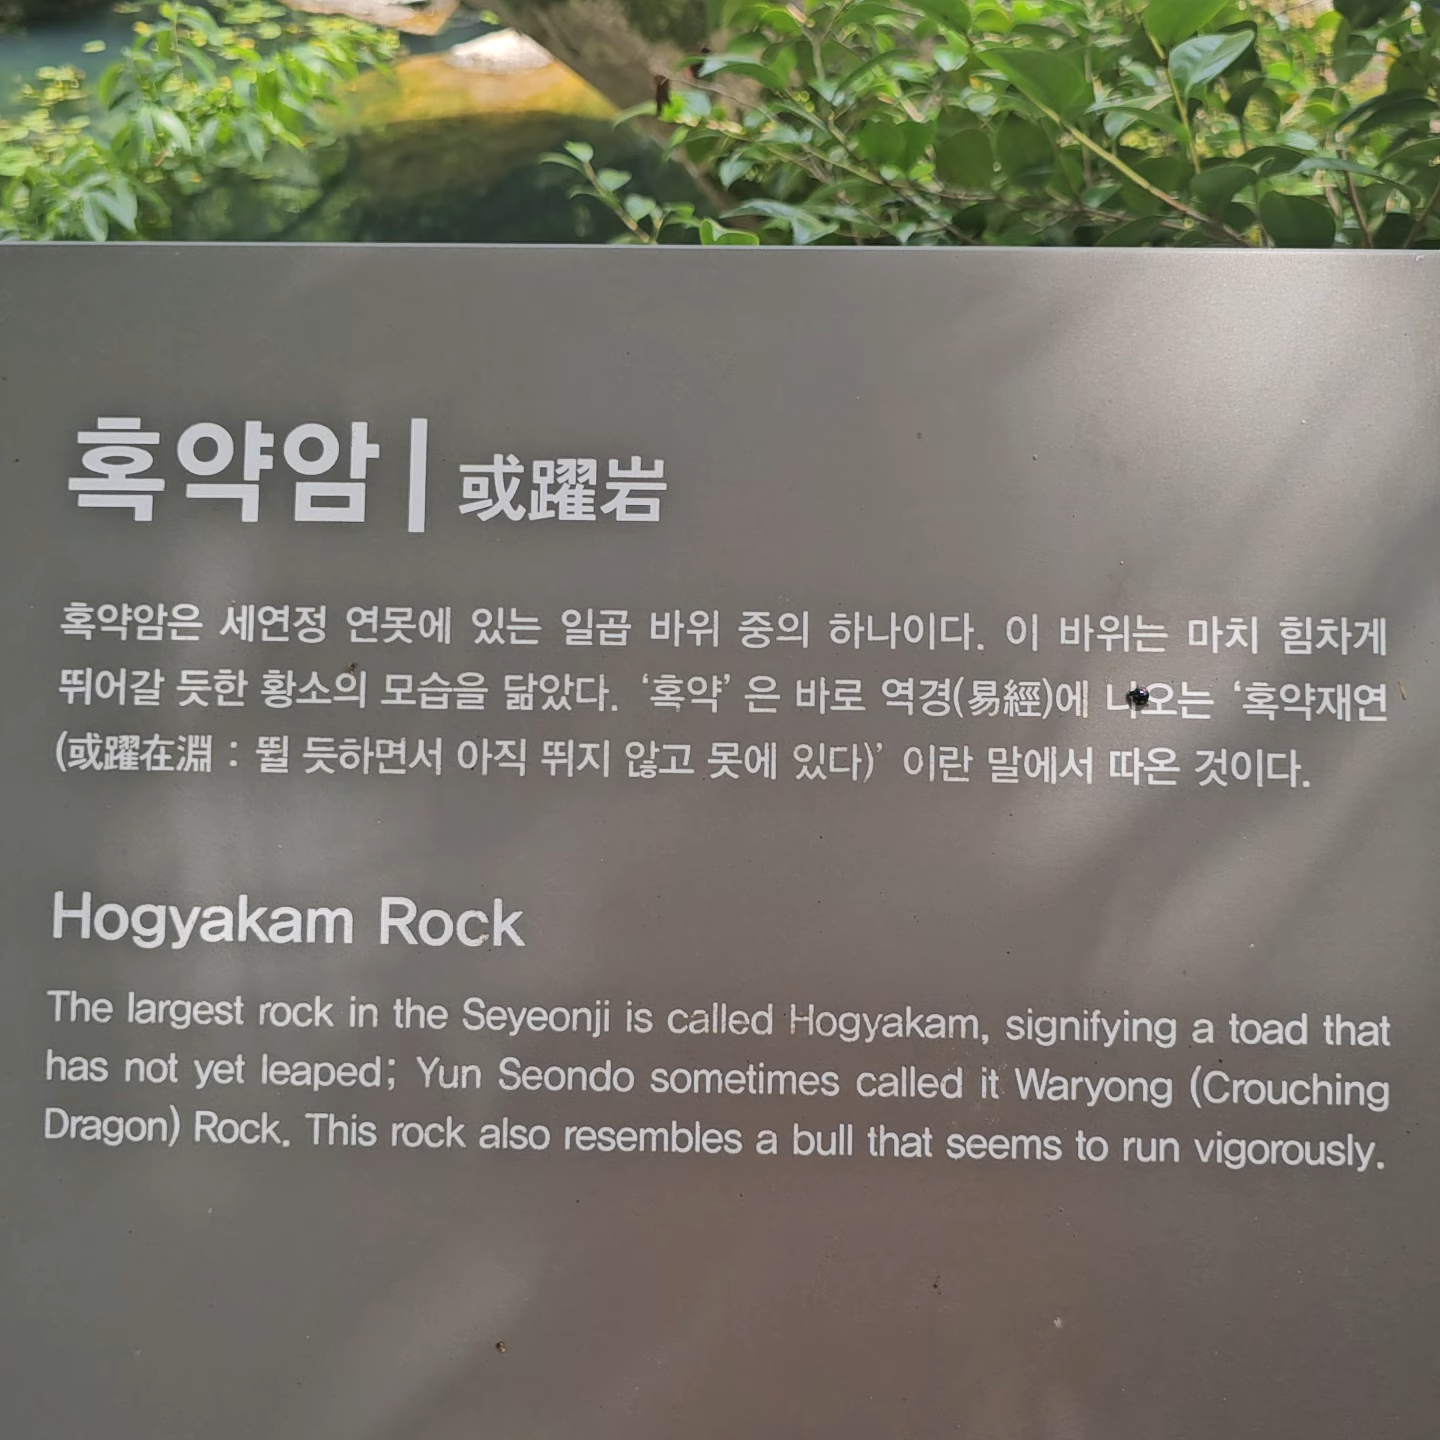 혹약암 | 或躍岩
혹약암은 세연정 연못에 있는 일곱 바위 중의 하나이다. 이 바위는 마치 힘차게
뛰어갈 듯한 황소의 모습을 닮았다. ‘혹약’ 은 바로 역경(易經)에 나오는 ‘혹약재연
(或躍在淵 : 뛸 듯하면서 아직 뛰지 않고 못에 있다)’ 이란 말에서 따온 것이다.
Hogyakam Rock
The largest rock in the Seyeonji is called Hogyakam, signifying a toad that
has not yet leaped; Yun Seondo sometimes called it Waryong (Crouching
Dragon) Rock. This rock also resembles a bull that seems to run vigorously.